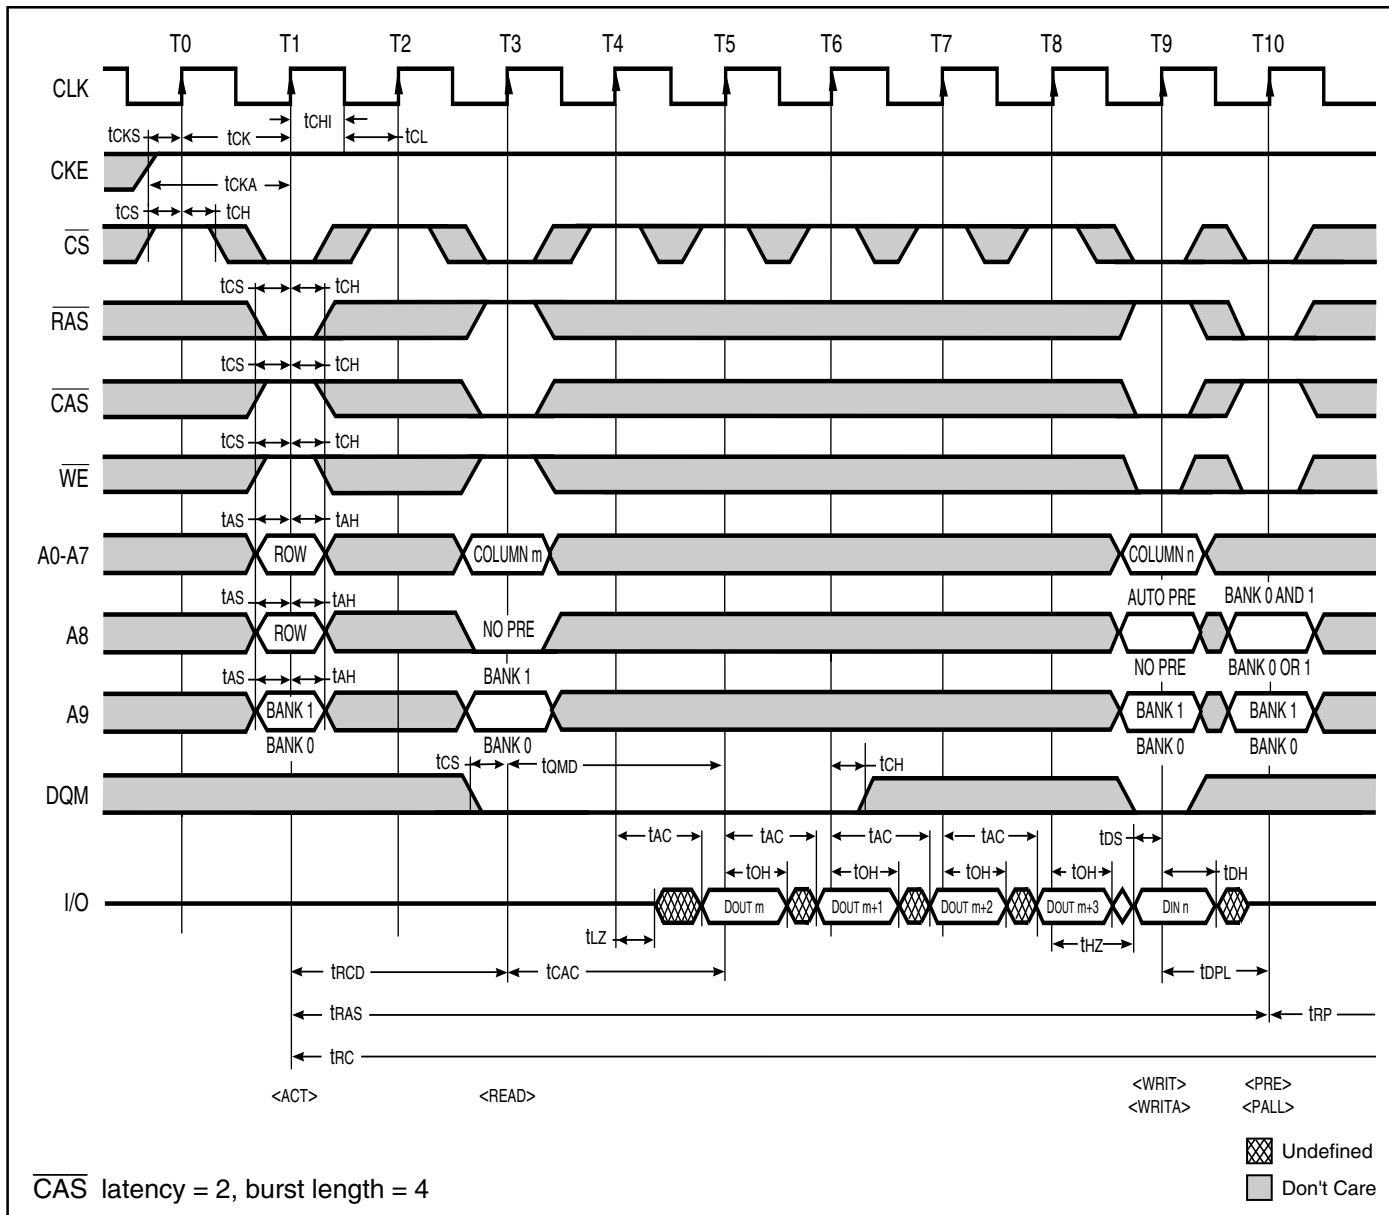 T0 T1 T2 T3 T4 T5 T6 T7 T8 T9 T10
CLK
tCHI
tCKS tCK tCL
CKE
tCKA
tCS tCH
CS
tCS tCH
RAS
tCS tCH
CAS
tCS tCH
WE
tAS tAH
A0-A7 ROW COLUMN m COLUMN n
tAS tAH AUTO PRE BANK 0 AND 1
A8 ROW NO PRE
tAS tAH BANK 1 NO PRE BANK 0 OR 1
A9 BANK 1 BANK 1 BANK 1
BANK 0 BANK 0 BANK 0 BANK 0
tCS tQMD tCH
DQM
tAC tAC tAC tAC tDS
tOH tOH tOH tOH tDH
I/O DOUT m DOUT m+1 DOUT m+2 DOUT m+3 DIN n
tLZ tHZ
tRCD tCAC tDPL
tRAS tRP
tRC
<ACT> <READ> <WRIT> <PRE>
<WRITA> <PALL>
Undefined
CAS latency = 2, burst length = 4 Don't Care